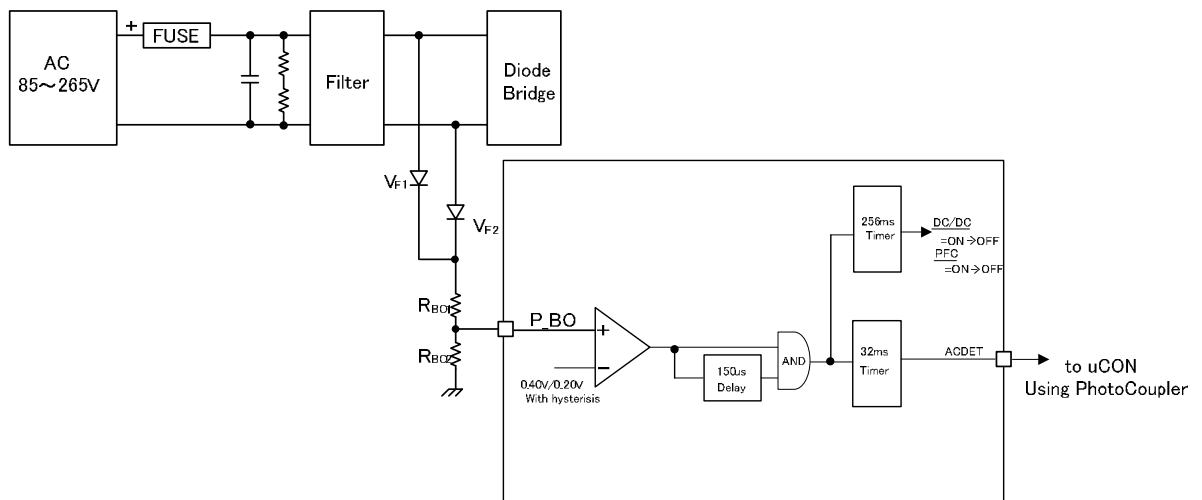 AC
85～265V
+
FUSE
Filter
Diode
Bridge
VF1
VF2
RBO1
RBO2
P_BO
+
−
0.40V/0.20V
With hysterisis
150us
Delay
AND
256ms
Timer
DC/DC
=ON→OFF
PFC
=ON→OFF
32ms
Timer
ACDET
to uCON
Using PhotoCoupler